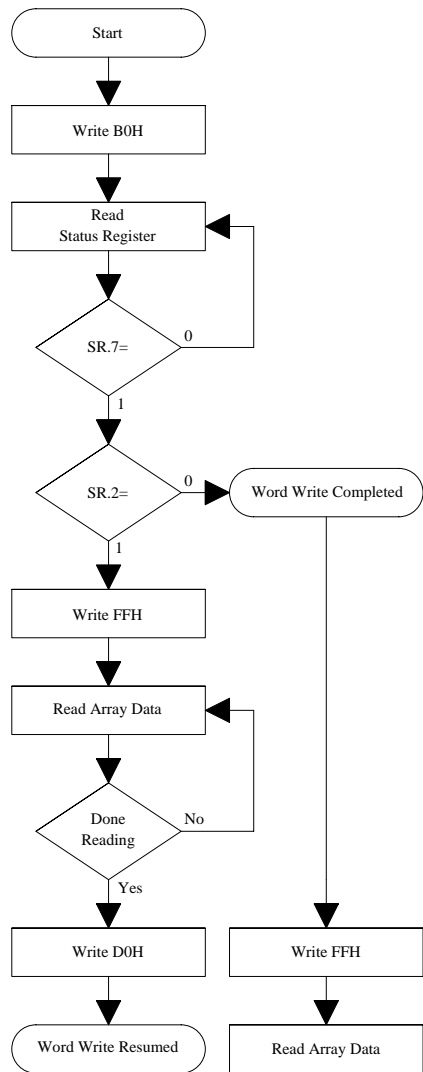 Start
Write B0H
Read
Status Register
SR.7=
0
1
SR.2=
0
Word Write Completed
1
Write FFH
Read Array Data
Done
Reading
No
Yes
Write D0H
Write FFH
Word Write Resumed
Read Array Data